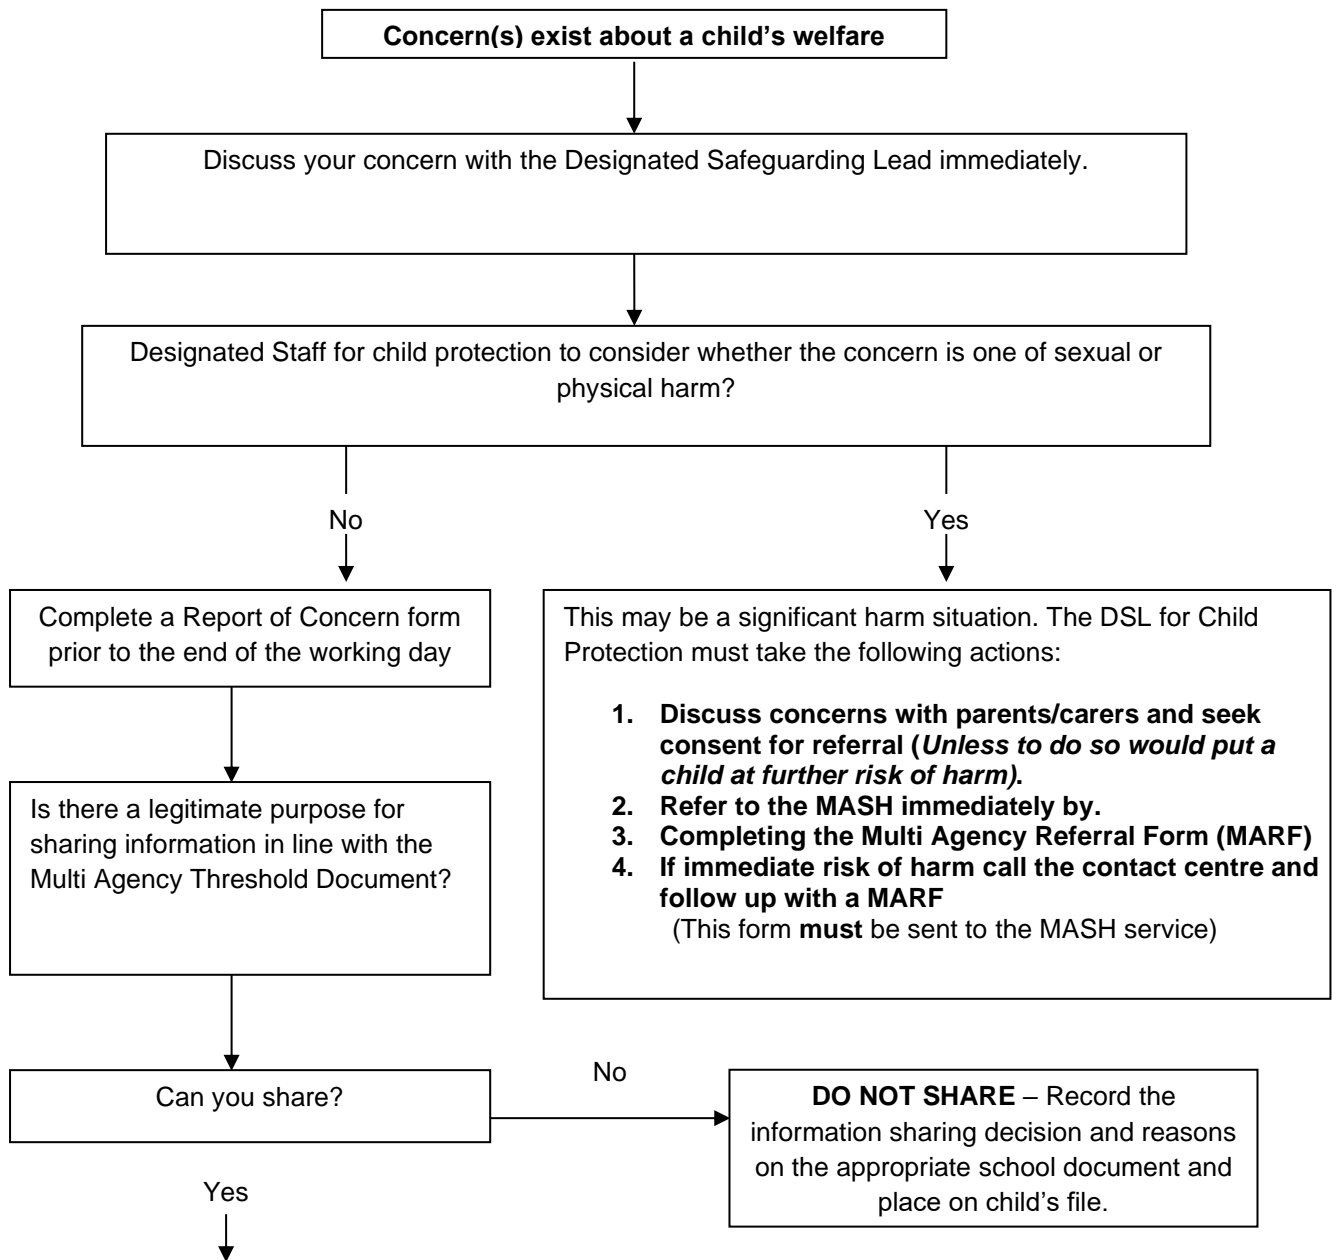 Concern(s) exist about a child's welfare
Discuss your concern with the Designated Safeguarding Lead immediately.
Designated Staff for child protection to consider whether the concern is one of sexual or
physical harm?
No
Yes
Complete a Report of Concern form
prior to the end of the working day
This may be a significant harm situation. The DSL for Child
Protection must take the following actions:
1. Discuss concerns with parents/carers and seek
consent for referral (Unless to do so would put a
child at further risk of harm).
2. Refer to the MASH immediately by.
3. Completing the Multi Agency Referral Form (MARF)
4. If immediate risk of harm call the contact centre and
follow up with a MARF
(This form must be sent to the MASH service)
Is there a legitimate purpose for
sharing information in line with the
Multi Agency Threshold Document?
Can you share?
No
DO NOT SHARE – Record the
information sharing decision and reasons
on the appropriate school document and
place on child's file.
Yes